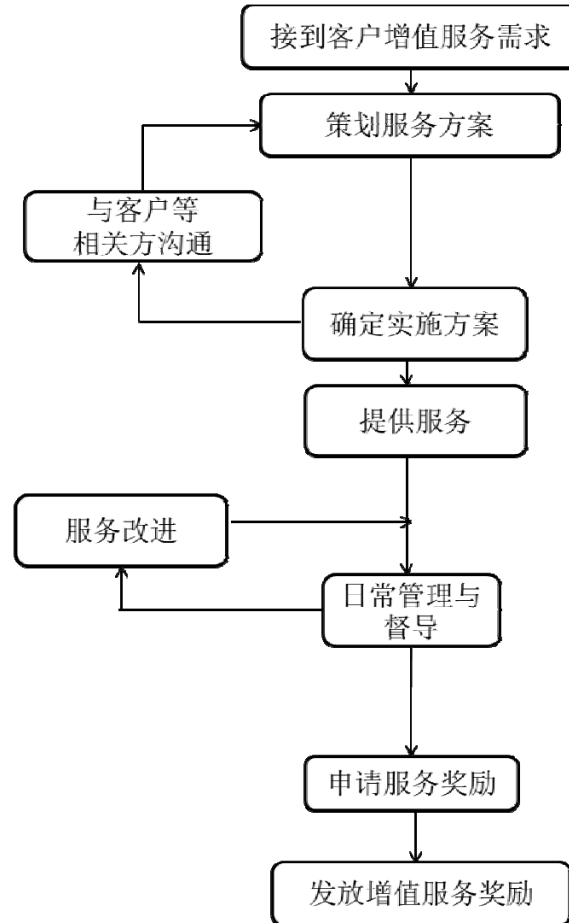 接到客户增值服务需求
策划服务方案
与客户等
相关方沟通
确定实施方案
提供服务
服务改进
日常管理与
督导
申请服务奖励
发放增值服务奖励